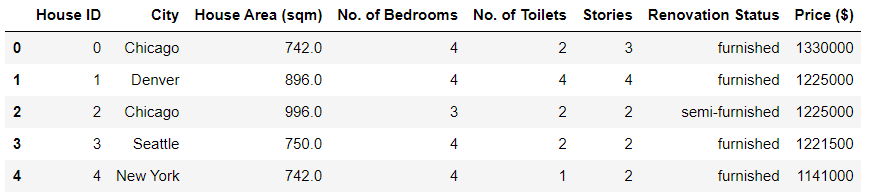 House ID City House Area (sqm) No. of Bedrooms No. of Toilets Stories Renovation Status Price ($)
0 0 Chicago 742.0 4 2 3 furnished 1330000
1 1 Denver 896.0 4 4 4 furnished 1225000
2 2 Chicago 996.0 3 2 2 semi-furnished 1225000
3 3 Seattle 750.0 4 2 2 furnished 1221500
4 4 New York 742.0 4 1 2 furnished 1141000